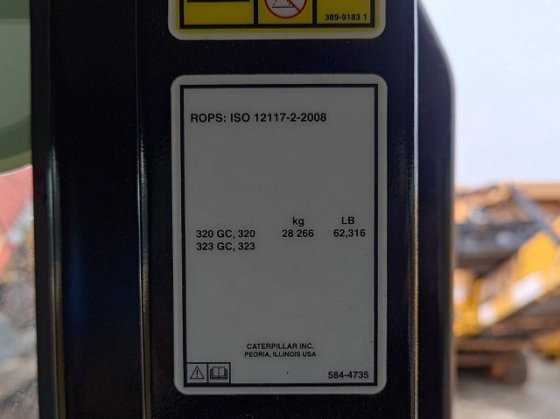 389-9183 1
ROPS: ISO 12117-2-2008
kg LB
320 GC, 320 28 266 62,316
323 GC, 323
CATERPILLAR INC.
PEORIA, ILLINOIS USA
584-4735